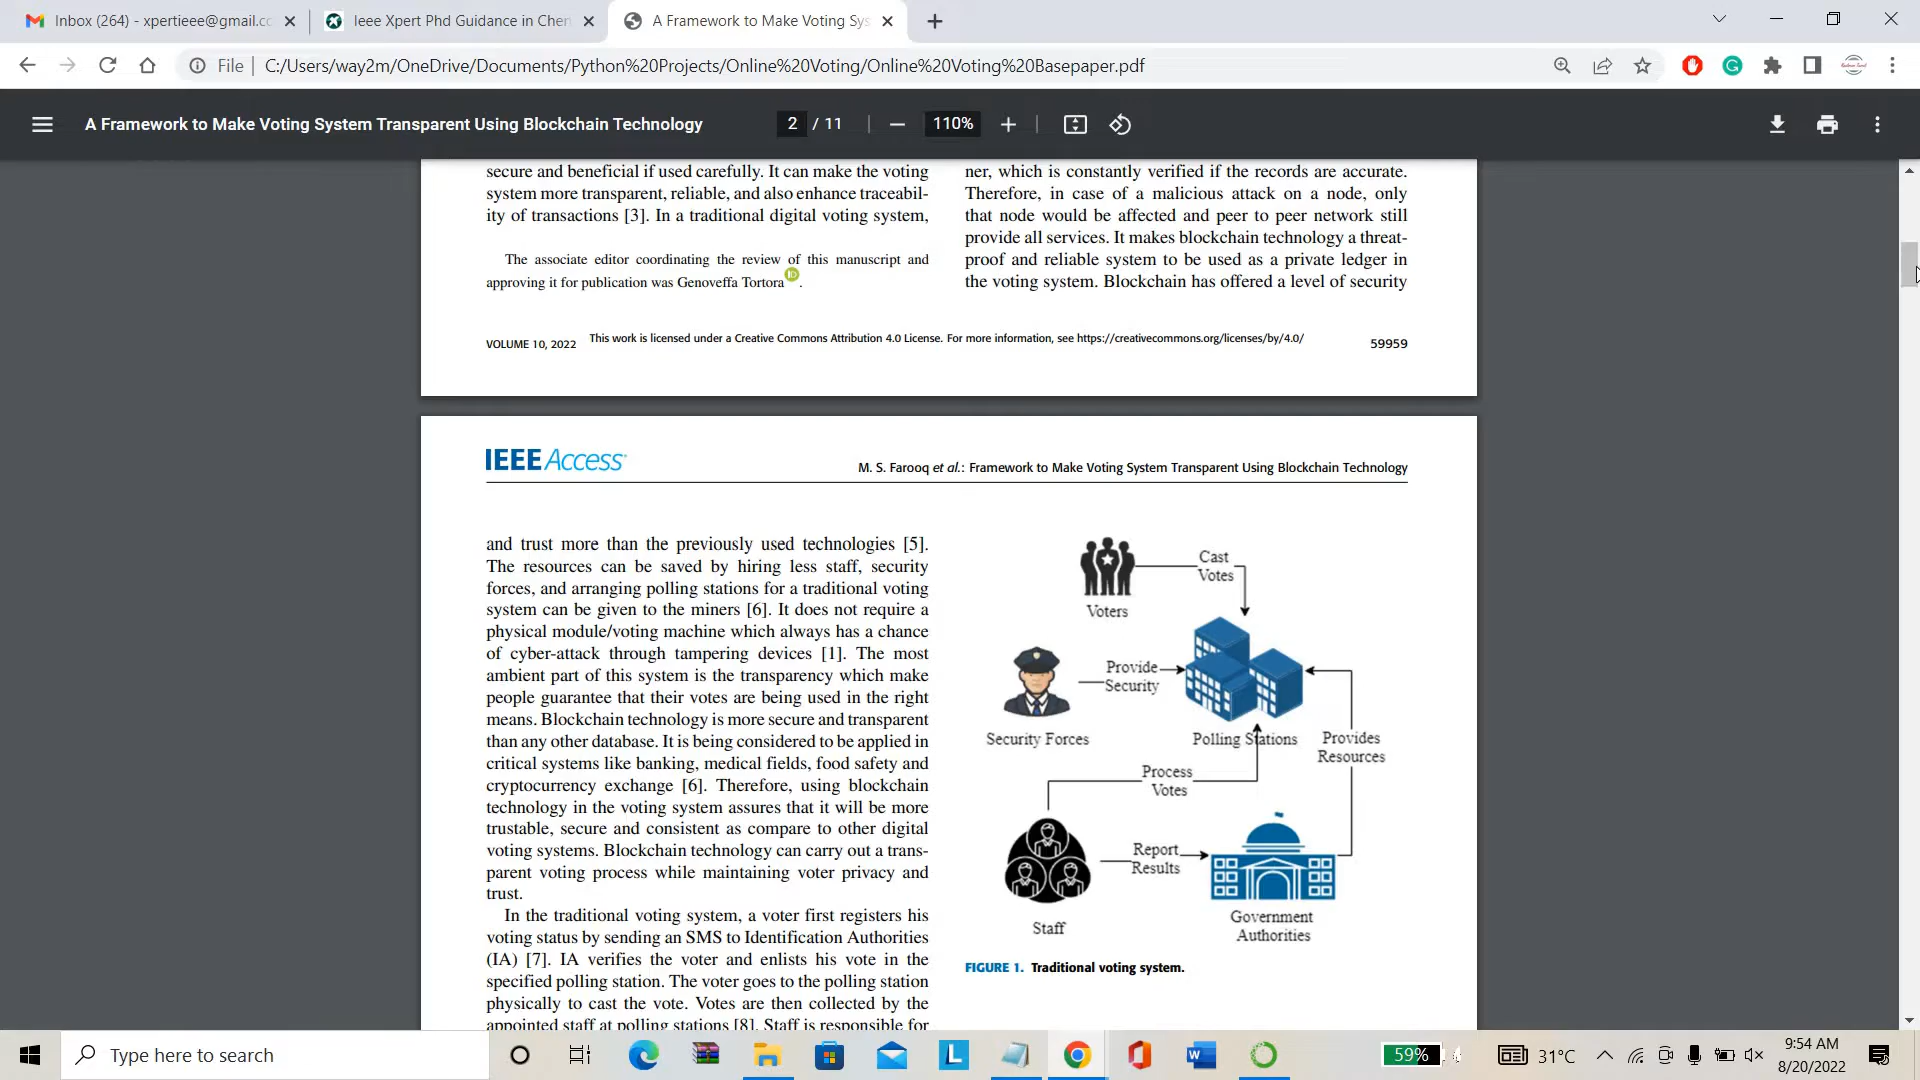 Inbox (264) - xpertieee@gmail.cc
Ieee Xpert Phd Guidance in Chen
A Framework to Make Voting Sys
File
C:/Users/way2m/OneDrive/Documents/Python%20Projects/Online%20Voting/Online%20Voting%20Basepaper.pdf
A Framework to Make Voting System Transparent Using Blockchain Technology
2 / 11
110%
secure and beneficial if used carefully. It can make the voting
system more transparent, reliable, and also enhance traceabil-
ity of transactions [3]. In a traditional digital voting system,
The associate editor coordinating the review of this manuscript and
approving it for publication was Genoveffa Tortora iD.
ner, which is constantly verified if the records are accurate.
Therefore, in case of a malicious attack on a node, only
that node would be affected and peer to peer network still
provide all services. It makes blockchain technology a threat-
proof and reliable system to be used as a private ledger in
the voting system. Blockchain has offered a level of security
VOLUME 10, 2022
This work is licensed under a Creative Commons Attribution 4.0 License. For more information, see https://creativecommons.org/licenses/by/4.0/
59959
IEEE Access
M. S. Farooq et al.: Framework to Make Voting System Transparent Using Blockchain Technology
and trust more than the previously used technologies [5].
The resources can be saved by hiring less staff, security
forces, and arranging polling stations for a traditional voting
system can be given to the miners [6]. It does not require a
physical module/voting machine which always has a chance
of cyber-attack through tampering devices [1]. The most
ambient part of this system is the transparency which make
people guarantee that their votes are being used in the right
means. Blockchain technology is more secure and transparent
than any other database. It is being considered to be applied in
critical systems like banking, medical fields, food safety and
cryptocurrency exchange [6]. Therefore, using blockchain
technology in the voting system assures that it will be more
trustable, secure and consistent as compare to other digital
voting systems. Blockchain technology can carry out a trans-
parent voting process while maintaining voter privacy and
trust.
In the traditional voting system, a voter first registers his
voting status by sending an SMS to Identification Authorities
(IA) [7]. IA verifies the voter and enlists his vote in the
specified polling station. The voter goes to the polling station
physically to cast the vote. Votes are then collected by the
appointed staff at polling stations [8]. Staff is responsible for
Cast
Votes
Voters
Provide
Security
Security Forces
Polling Stations
Provides
Resources
Process
Votes
Report
Results
Staff
Government
Authorities
FIGURE 1. Traditional voting system.
Type here to search
L
W
59%
31°C
9:54 AM
8/20/2022